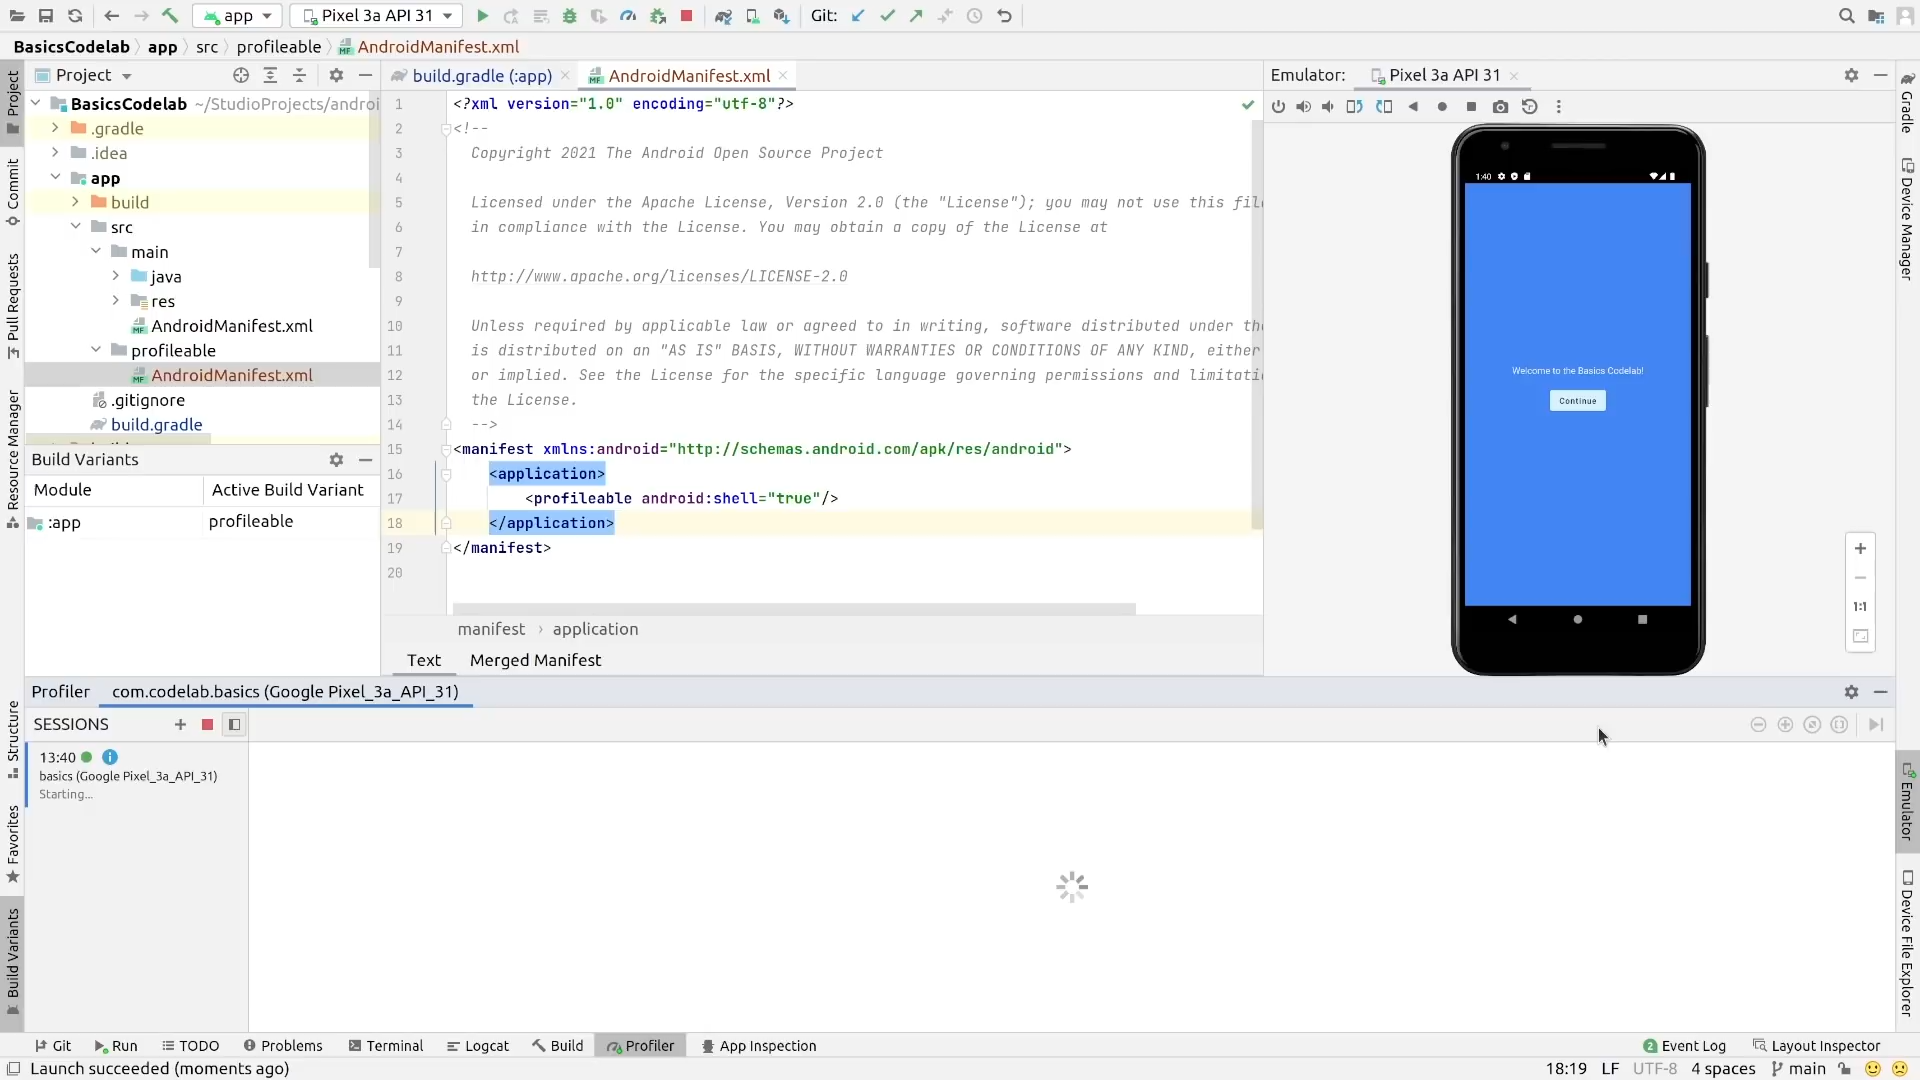 app
Pixel 3a API 31
Git:
BasicsCodelab
app
src
profileable
AndroidManifest.xml
Project
Project
build.gradle (:app)
AndroidManifest.xml
Emulator:
Pixel 3a API 31
Gradle
BasicsCodelab ~/StudioProjects/androi
.gradle
.idea
app
build
src
main
java
res
AndroidManifest.xml
profileable
AndroidManifest.xml
.gitignore
build.gradle
Commit
Pull Requests
Resource Manager
1 <?xml version="1.0" encoding="utf-8"?>
2 <!--
3 Copyright 2021 The Android Open Source Project
4
5 Licensed under the Apache License, Version 2.0 (the "License"); you may not use this fil
6 in compliance with the License. You may obtain a copy of the License at
7
8 http://www.apache.org/licenses/LICENSE-2.0
9
10 Unless required by applicable law or agreed to in writing, software distributed under th
11 is distributed on an "AS IS" BASIS, WITHOUT WARRANTIES OR CONDITIONS OF ANY KIND, either
12 or implied. See the License for the specific language governing permissions and limitati
13 the License.
14 -->
15 <manifest xmlns:android="http://schemas.android.com/apk/res/android">
16 <application>
17 <profileable android:shell="true"/>
18 </application>
19 </manifest>
20
manifest
application
Text
Merged Manifest
1:40
Welcome to the Basics Codelab!
Continue
1:1
Device Manager
Build Variants
Module
Active Build Variant
:app
profileable
Profiler
com.codelab.basics (Google Pixel_3a_API_31)
SESSIONS
13:40
basics (Google Pixel_3a_API_31)
Starting...
Structure
Favorites
Build Variants
Emulator
Device File Explorer
Git
Run
TODO
Problems
Terminal
Logcat
Build
Profiler
App Inspection
2 Event Log
Layout Inspector
Launch succeeded (moments ago)
18:19
LF
UTF-8
4 spaces
main